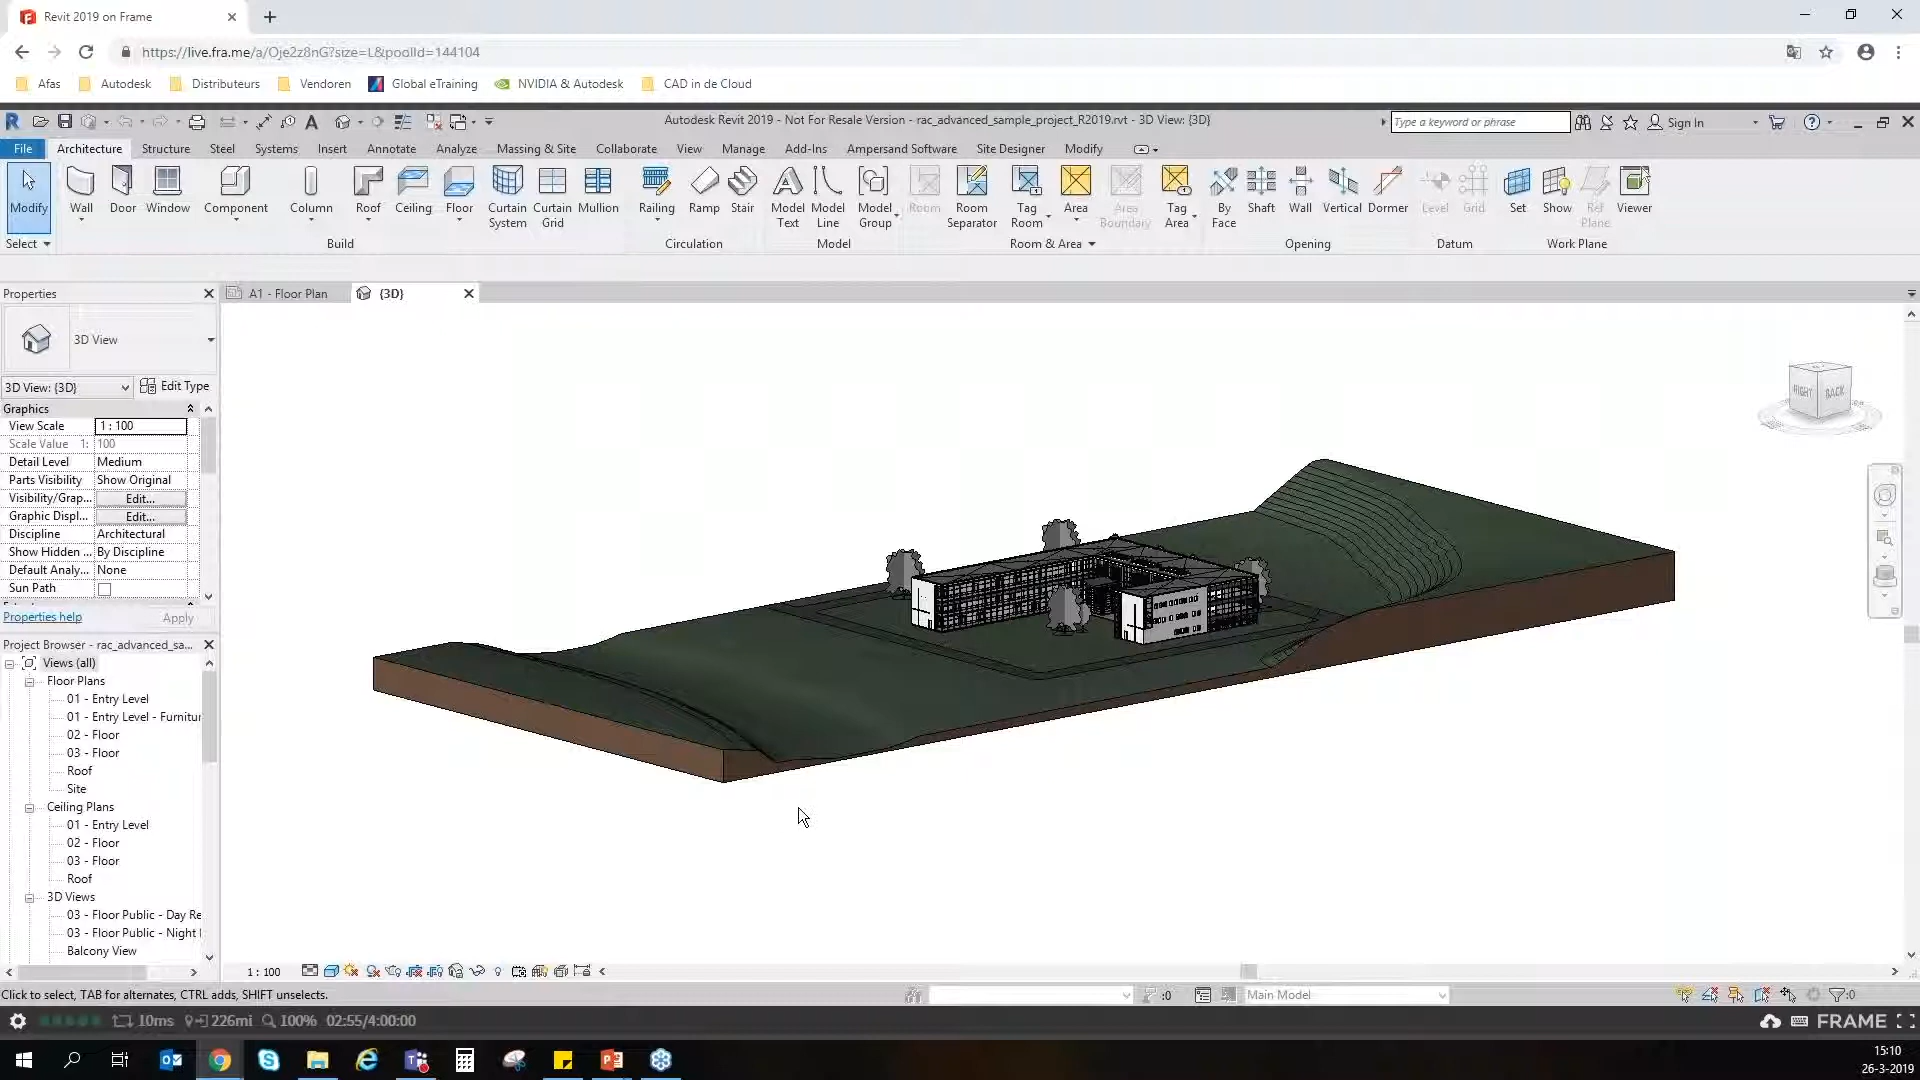 Revit 2019 on Frame
https://live.fra.me/a/Oje2z8nG?size=L&poolId=144104
Afas Autodesk Distributeurs Vendoren Global eTraining NVIDIA & Autodesk CAD in de Cloud
Autodesk Revit 2019 - Not For Resale Version - rac_advanced_sample_project_R2019.rvt - 3D View: {3D}
Type a keyword or phrase
Sign In
File Architecture Structure Steel Systems Insert Annotate Analyze Massing & Site Collaborate View Manage Add-Ins Ampersand Software Site Designer Modify
Modify Wall Door Window Component Column Roof Ceiling Floor Curtain System Curtain Grid Mullion Railing Ramp Stair Model Text Model Line Model Group Room Room Separator Tag Room Area Area Boundary Tag Area By Face Shaft Wall Vertical Dormer Level Grid Set Show Ref Plane Viewer
Select Build Circulation Model Room & Area Opening Datum Work Plane
Properties
A1 - Floor Plan {3D}
3D View
3D View: {3D} Edit Type
Graphics
View Scale 1 : 100
Scale Value 1: 100
Detail Level Medium
Parts Visibility Show Original
Visibility/Grap... Edit...
Graphic Displ... Edit...
Discipline Architectural
Show Hidden ... By Discipline
Default Analy... None
Sun Path
Properties help Apply
RIGHT BACK
Project Browser - rac_advanced_sa...
Views (all)
Floor Plans
01 - Entry Level
01 - Entry Level - Furnitur
02 - Floor
03 - Floor
Roof
Site
Ceiling Plans
01 - Entry Level
02 - Floor
03 - Floor
Roof
3D Views
03 - Floor Public - Day Re
03 - Floor Public - Night
Balcony View
1 : 100
Click to select, TAB for alternates, CTRL adds, SHIFT unselects.
:0
Main Model
:0
10ms 226mi 100% 02:55/4:00:00
FRAME
15:10
26-3-2019